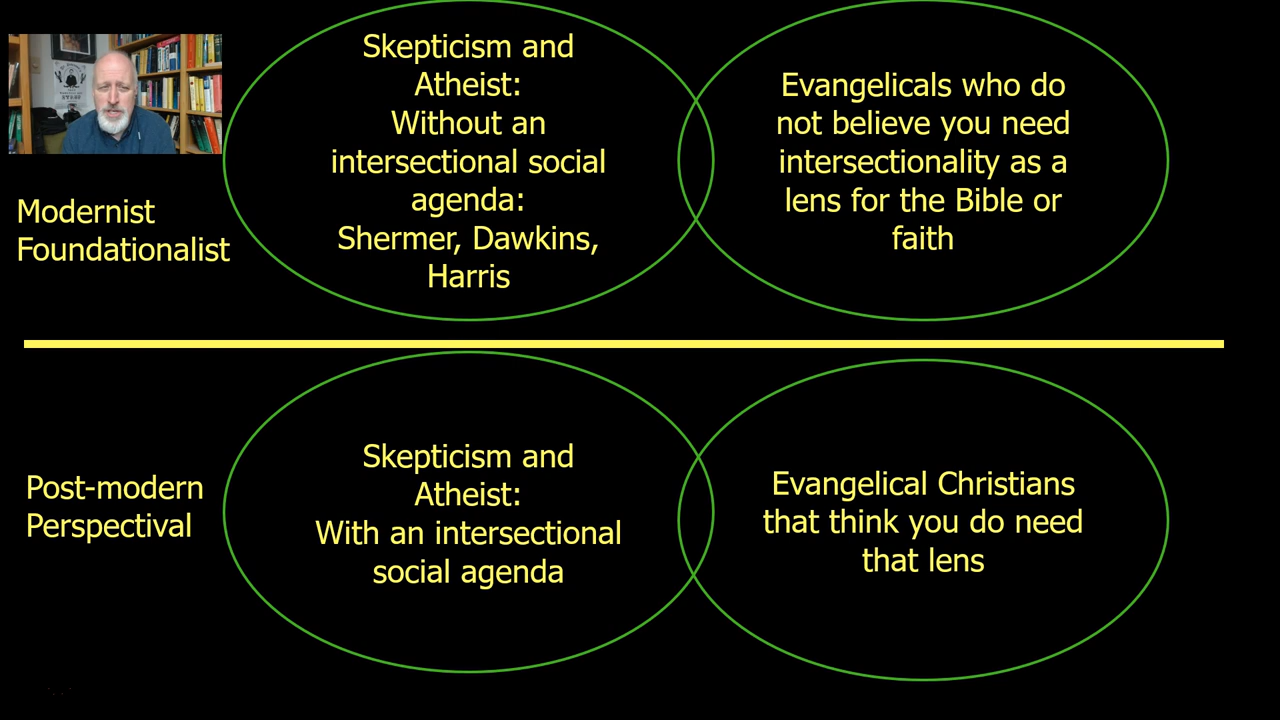 Skepticism and
Atheist:
Without an
intersectional social
agenda:
Shermer, Dawkins,
Harris
Evangelicals who do
not believe you need
intersectionality as a
lens for the Bible or
faith
Modernist
Foundationalist
Skepticism and
Atheist:
With an intersectional
social agenda
Evangelical Christians
that think you do need
that lens
Post-modern
Perspectival